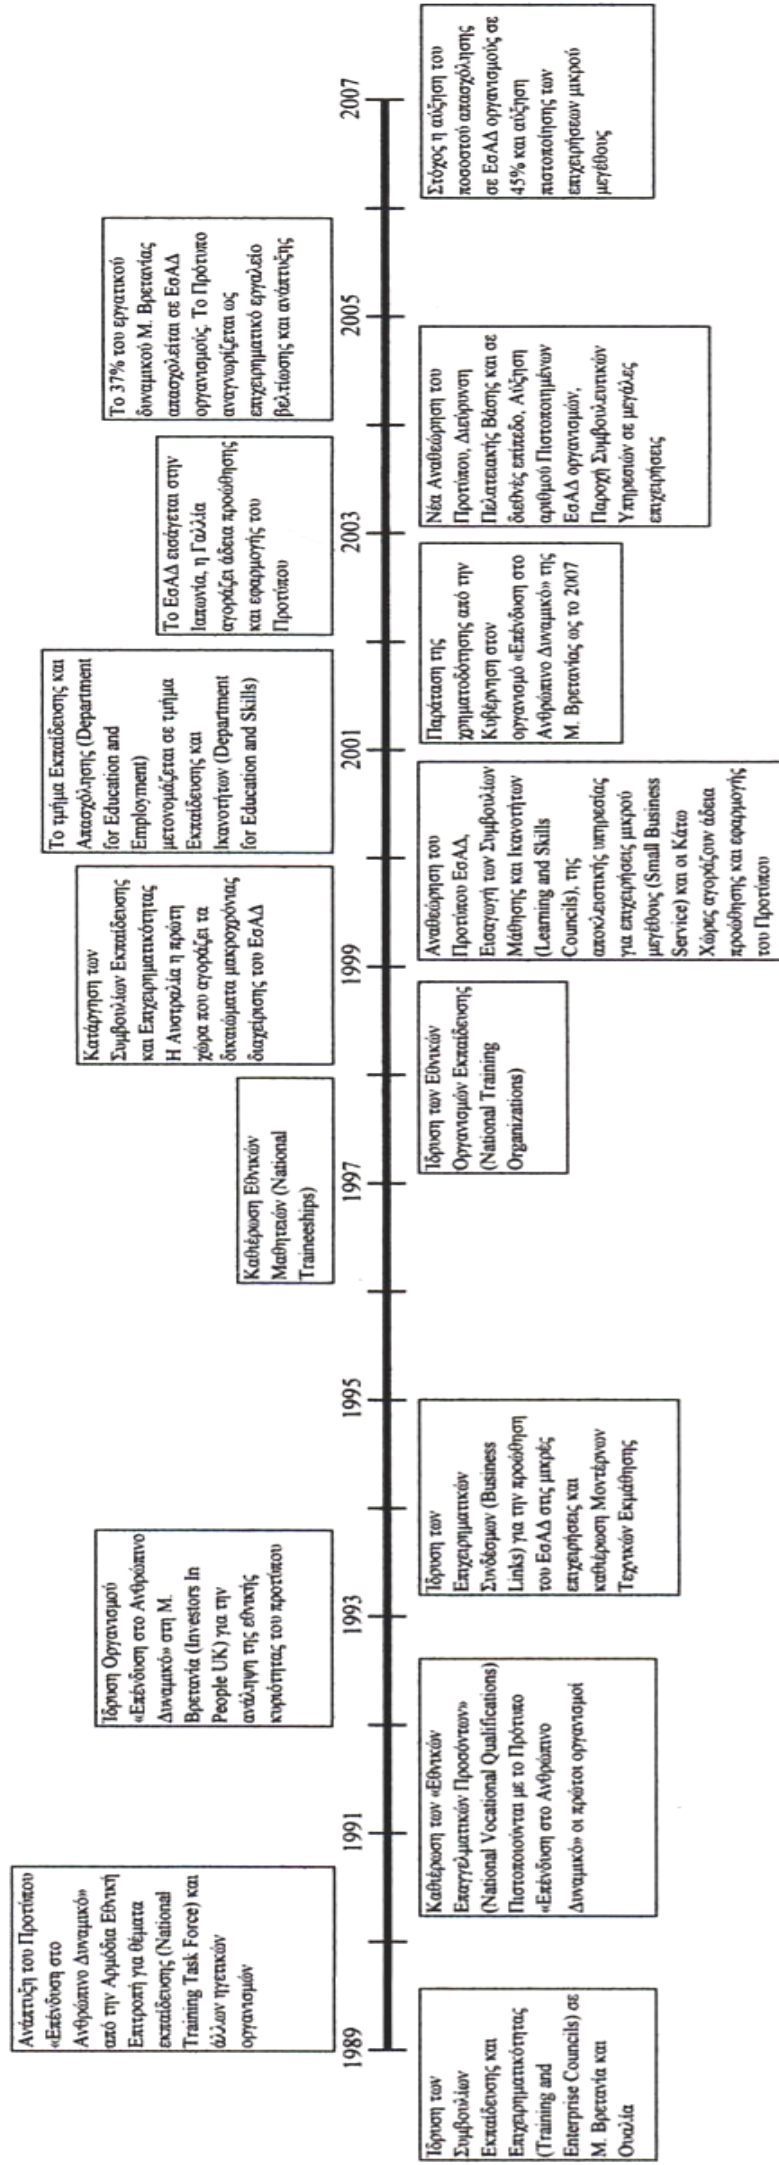 Ανάπτυξη του Προτύπου
«Επένδυση στο
Ανθρώπινο Δυναμικό»
από την Αρμόδια Εθνική
Επιτροπή για θέματα
εκπαίδευσης (National
Training Task Force) και
άλλων ηγετικών
οργανισμών
Ίδρυση Οργανισμού
«Επένδυση στο Ανθρώπινο
Δυναμικό» στη Μ.
Βρετανία (Investors In
People UK) για την
ανάληψη της εθνικής
κυριότητας του προτύπου
Καθιέρωση Εθνικών
Μαθητειών (National
Traineeships)
Κατάργηση των
Συμβουλίων Εκπαίδευσης
και Επιχειρηματικότητας
Η Αυστραλία η πρώτη
χώρα που αγοράζει τα
δικαιώματα μακροχρόνιας
διαχείρισης του ΕσΑΔ
Το τμήμα Εκπαίδευσης και
Απασχόλησης (Department
for Education and
Employment)
μετονομάζεται σε τμήμα
Εκπαίδευσης και
Ικανοτήτων (Department
for Education and Skills)
Το ΕσΑΔ εισάγεται στην
Ιαπωνία, η Γαλλία
αγοράζει άδεια προώθησης
και εφαρμογής του
Προτύπου
Το 37% του εργατικού
δυναμικού Μ. Βρετανίας
απασχολείται σε ΕσΑΔ
οργανισμούς. Το Πρότυπο
αναγνωρίζεται ως
επιχειρηματικό εργαλείο
βελτίωσης και ανάπτυξης
1989
1991
1993
1995
1997
1999
2001
2003
2005
2007
Ίδρυση των
Συμβουλίων
Εκπαίδευσης και
Επιχειρηματικότητας
(Training and
Enterprise Councils) σε
Μ. Βρετανία και
Ουαλία
Καθιέρωση των «Εθνικών
Επαγγελματικών Προσόντων»
(National Vocational Qualifications)
Πιστοποιούνται με το Πρότυπο
«Επένδυση στο Ανθρώπινο
Δυναμικό» οι πρώτοι οργανισμοί
Ίδρυση των
Επιχειρηματικών
Συνδέσμων (Business
Links) για την προώθηση
του ΕσΑΔ στις μικρές
επιχειρήσεις και
καθιέρωση Μοντέρνων
Τεχνικών Εκμάθησης
Ίδρυση των Εθνικών
Οργανισμών Εκπαίδευσης
(National Training
Organizations)
Αναθεώρηση του
Προτύπου ΕσΑΔ,
Εισαγωγή των Συμβουλίων
Μάθησης και Ικανοτήτων
(Learning and Skills
Councils), της
αποκλειστικής υπηρεσίας
για επιχειρήσεις μικρού
μεγέθους (Small Business
Service) και οι Κάτω
Χώρες αγοράζουν άδεια
προώθησης και εφαρμογής
του Προτύπου
Παράταση της
χρηματοδότησης από την
Κυβέρνηση στον
οργανισμό «Επένδυση στο
Ανθρώπινο Δυναμικό» της
Μ. Βρετανίας ως το 2007
Νέα Αναθεώρηση του
Προτύπου, Διεύρυνση
Πελατειακής Βάσης και σε
διεθνές επίπεδο, Αύξηση
αριθμού Πιστοποιημένων
ΕσΑΔ οργανισμών,
Παροχή Συμβουλευτικών
Υπηρεσιών σε μεγάλες
επιχειρήσεις
Στόχος η αύξηση του
ποσοστού απασχόλησης
σε ΕσΑΔ οργανισμούς σε
45% και αύξηση
πιστοποίησης των
επιχειρήσεων μικρού
μεγέθους